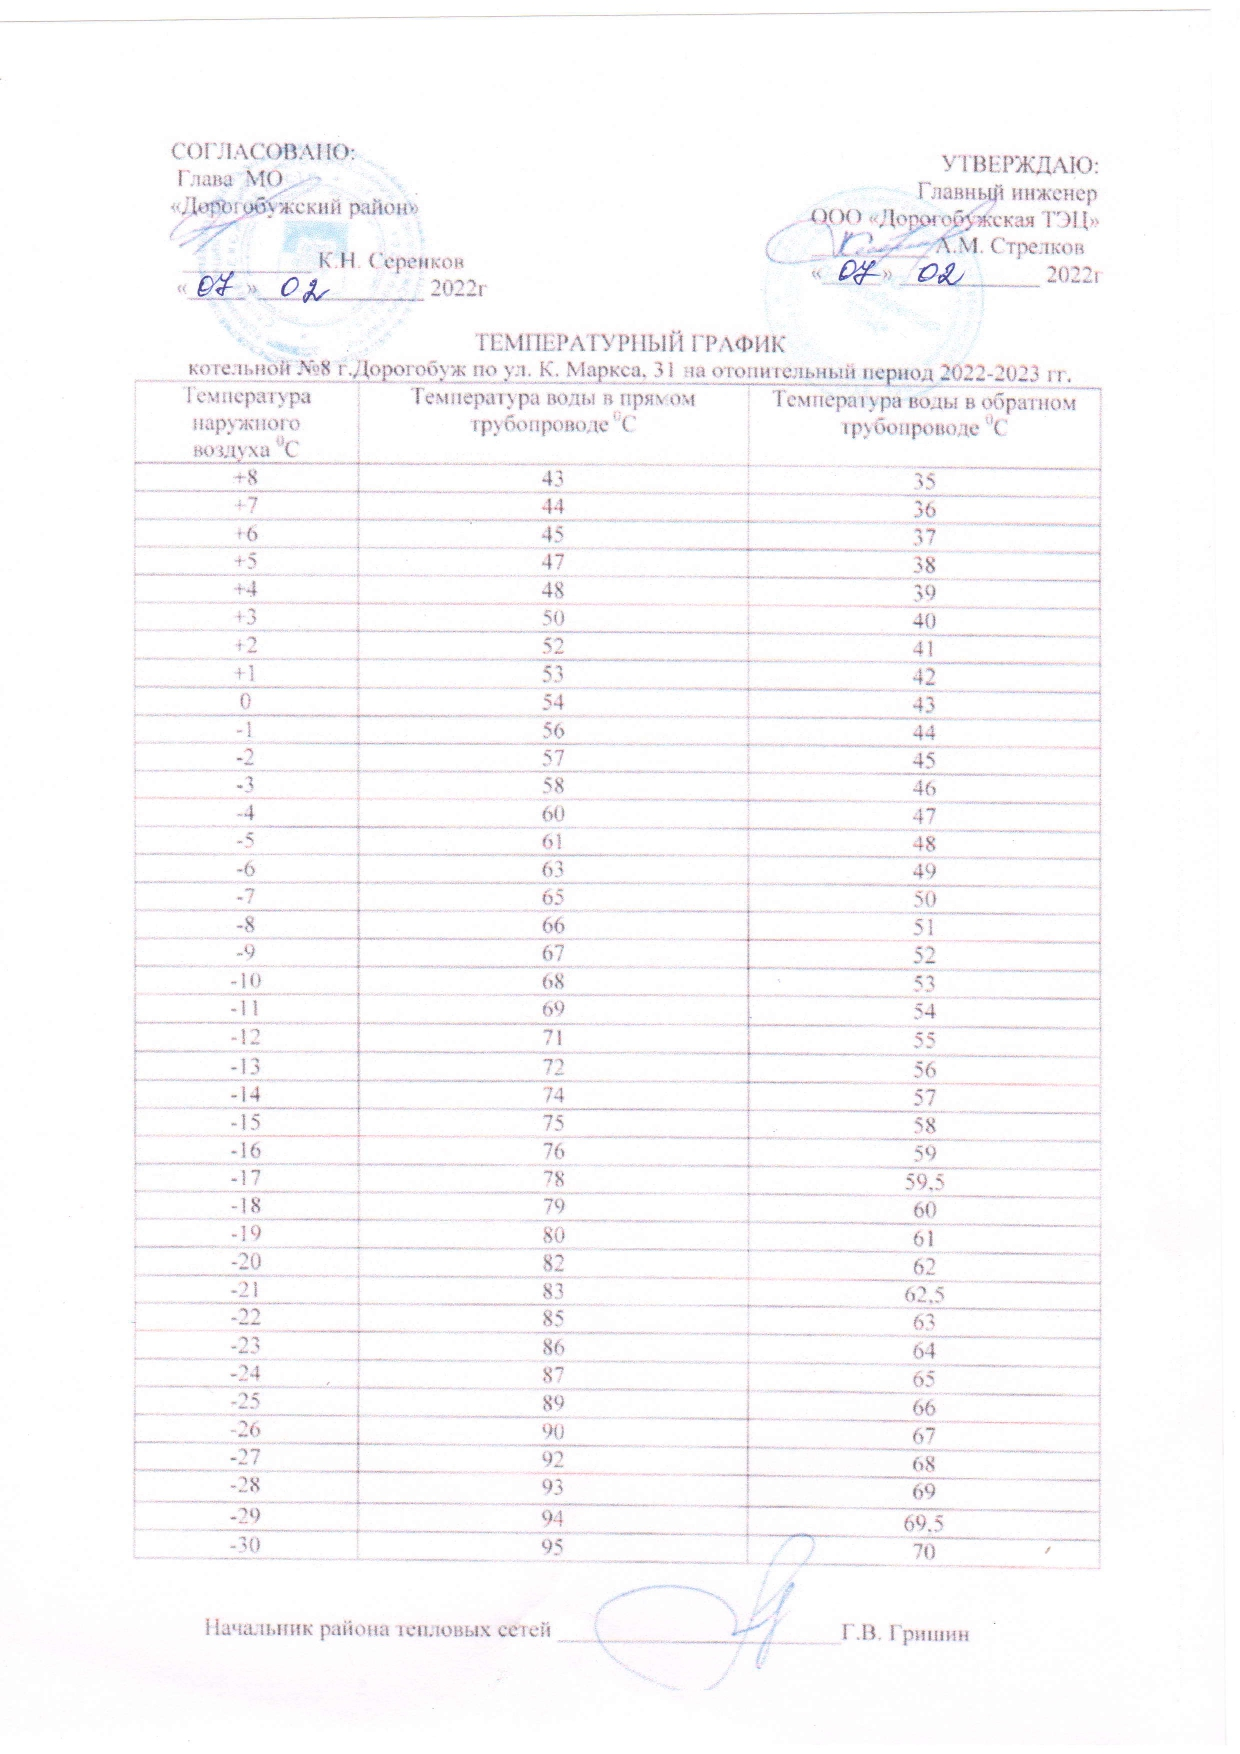 СОГЛАСОВАНО:
Глава МО
«Дорогобужский район»
____________ К.Н. Серенков
«07» 02 2022г
УТВЕРЖДАЮ:
Главный инженер
ООО «Дорогобужская ТЭЦ»
____________ А.М. Стрелков
«07» 02 2022г
ТЕМПЕРАТУРНЫЙ ГРАФИК
котельной №8 г.Дорогобуж по ул. К. Маркса, 31 на отопительный период 2022-2023 гг.
Температура наружного воздуха ⁰С Температура воды в прямом трубопроводе ⁰С Температура воды в обратном трубопроводе ⁰С
+8 43 35
+7 44 36
+6 45 37
+5 47 38
+4 48 39
+3 50 40
+2 52 41
+1 53 42
0 54 43
-1 56 44
-2 57 45
-3 58 46
-4 60 47
-5 61 48
-6 63 49
-7 65 50
-8 66 51
-9 67 52
-10 68 53
-11 69 54
-12 71 55
-13 72 56
-14 74 57
-15 75 58
-16 76 59
-17 78 59,5
-18 79 60
-19 80 61
-20 82 62
-21 83 62,5
-22 85 63
-23 86 64
-24 87 65
-25 89 66
-26 90 67
-27 92 68
-28 93 69
-29 94 69,5
-30 95 70
Начальник района тепловых сетей ____________ Г.В. Гришин